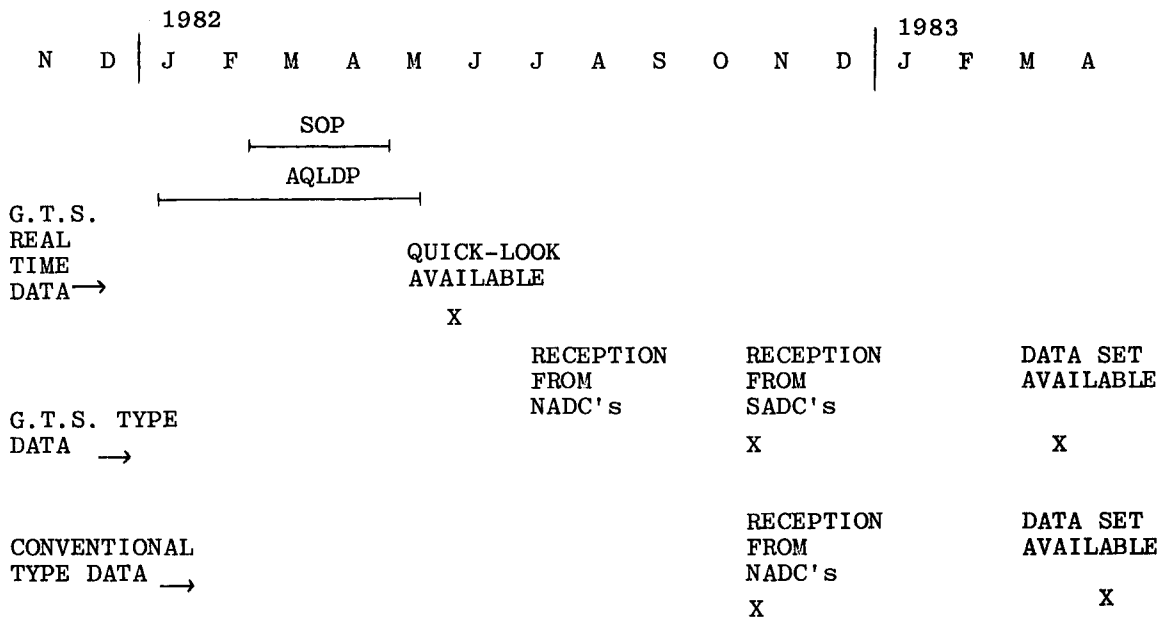 1982
1983
N D J F M A M J J A S O N D J F M A
SOP
AQLDP
G.T.S.
REAL
TIME
DATA →
QUICK-LOOK
AVAILABLE
X
RECEPTION
FROM
NADC's
RECEPTION
FROM
SADC's
X
DATA SET
AVAILABLE
X
G.T.S. TYPE
DATA →
RECEPTION
FROM
NADC's
X
DATA SET
AVAILABLE
X
CONVENTIONAL
TYPE DATA →